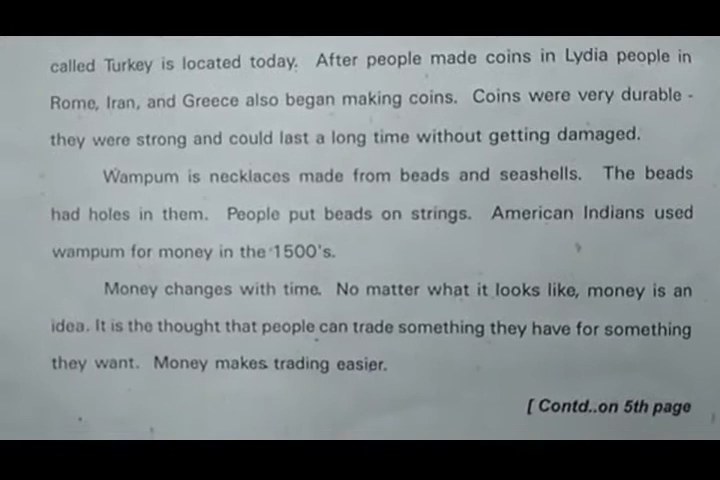 called Turkey is located today. After people made coins in Lydia people in
Rome, Iran, and Greece also began making coins. Coins were very durable -
they were strong and could last a long time without getting damaged.
Wampum is necklaces made from beads and seashells. The beads
had holes in them. People put beads on strings. American Indians used
wampum for money in the 1500's.
Money changes with time. No matter what it looks like, money is an
idea. It is the thought that people can trade something they have for something
they want. Money makes trading easier.
[ Contd..on 5th page